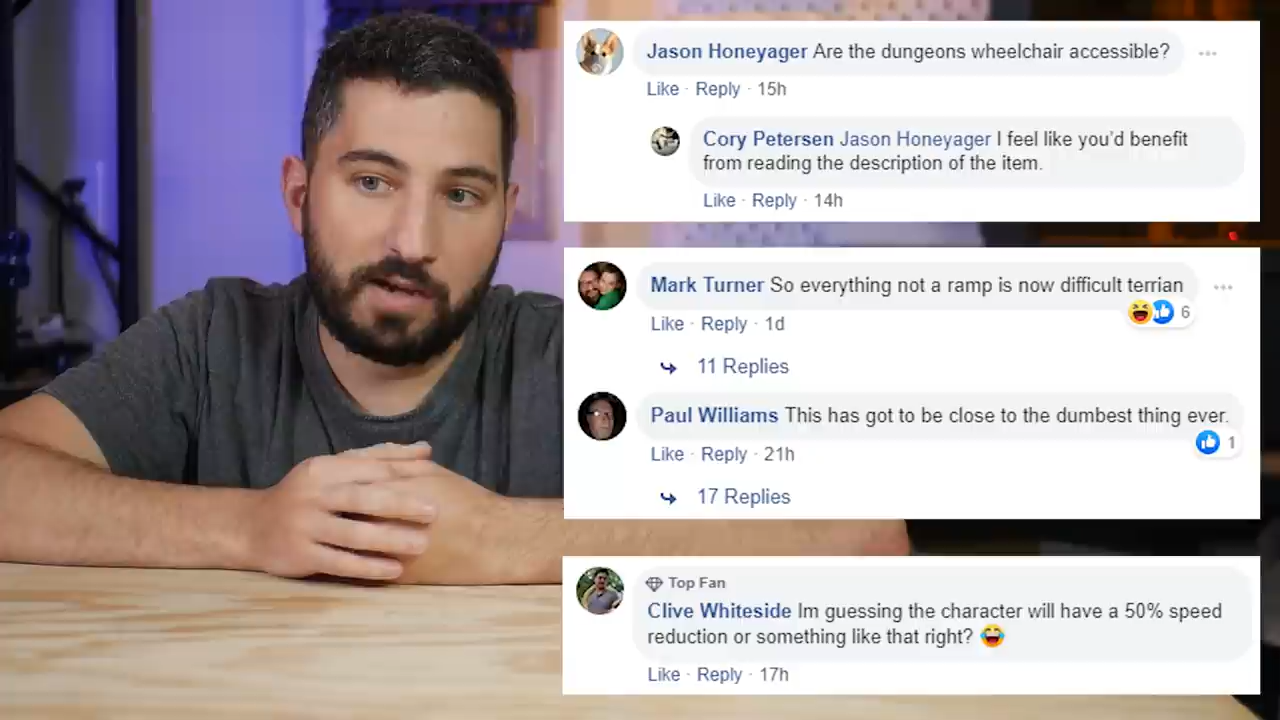 Jason Honeyager Are the dungeons wheelchair accessible?
Like · Reply · 15h
Cory Petersen Jason Honeyager I feel like you'd benefit
from reading the description of the item.
Like · Reply · 14h
Mark Turner So everything not a ramp is now difficult terrian
6
Like · Reply · 1d
11 Replies
Paul Williams This has got to be close to the dumbest thing ever.
1
Like · Reply · 21h
17 Replies
Top Fan
Clive Whiteside Im guessing the character will have a 50% speed
reduction or something like that right? 😂
Like · Reply · 17h